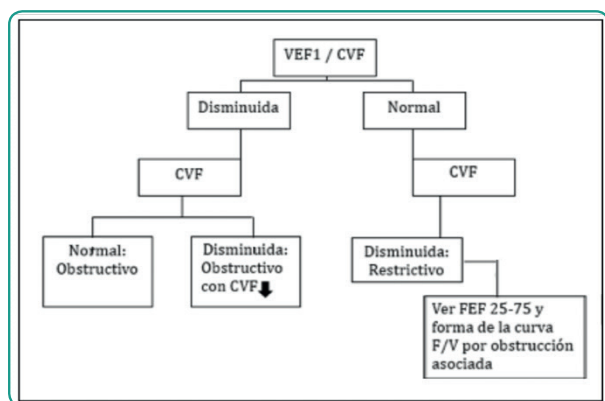 VEF1 / CVF
Disminuida
Normal
CVF
CVF
Normal:
Obstructivo
Disminuida:
Obstructivo
con CVF
Disminuida:
Restrictivo
Ver FEF 25-75 y
forma de la curva
F/V por obstrucción
asociada